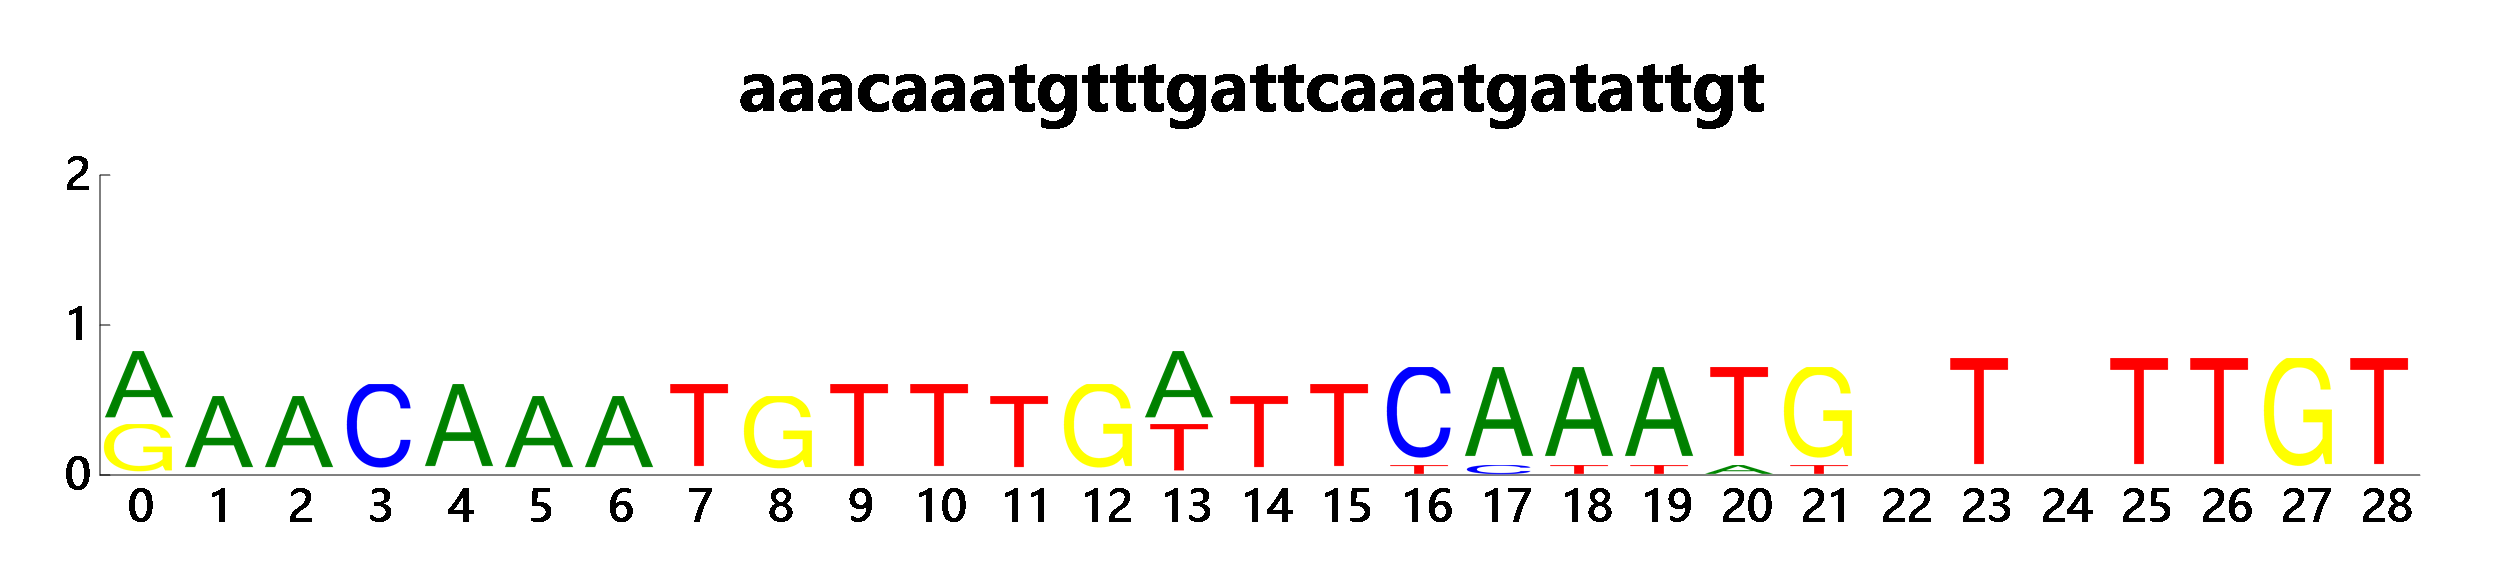 aaacaaatgtttgattcaaatgatattgt
2
1
0
A A
G A A C A A A T G T T T G T T T C A A A T G T T T G T
T C T T A T
0 1 2 3 4 5 6 7 8 9 10 11 12 13 14 15 16 17 18 19 20 21 22 23 24 25 26 27 28